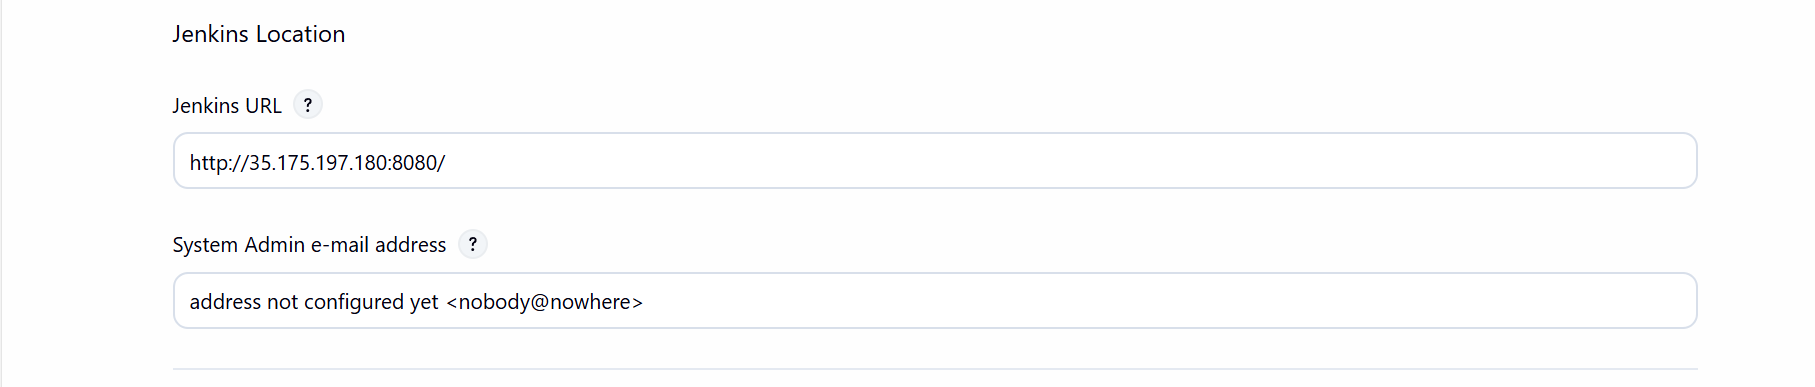 Jenkins Location
Jenkins URL ?
http://35.175.197.180:8080/
System Admin e-mail address ?
address not configured yet <nobody@nowhere>